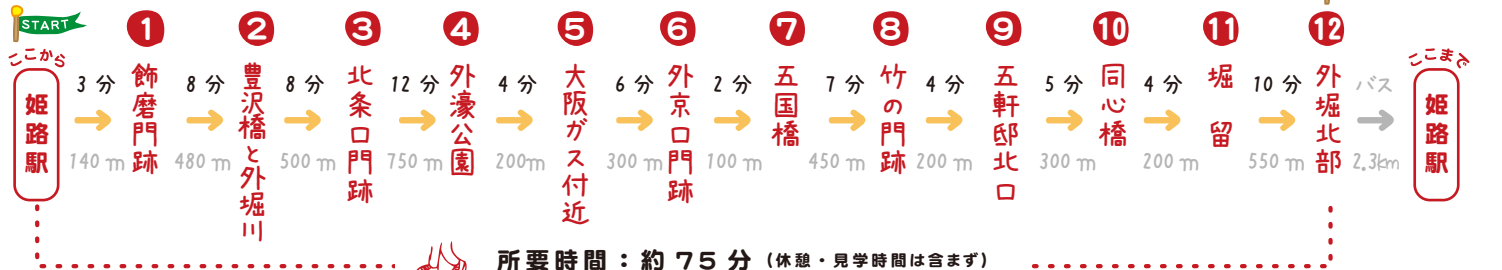 START
ここから
姫路駅
3分
140m
1
飾磨門跡
8分
480m
2
豊沢橋と外堀川
8分
500m
3
北条口門跡
12分
750m
4
外濠公園
4分
200m
5
大阪ガス付近
6分
300m
6
外京口門跡
2分
100m
7
五国橋
7分
450m
8
竹の門跡
4分
200m
9
五軒邸北口
5分
300m
10
同心橋
4分
200m
11
堀留
10分
550m
12
外堀北部
バス
2.3km
ここまで
姫路駅
所要時間：約75分（休憩・見学時間は含まず）